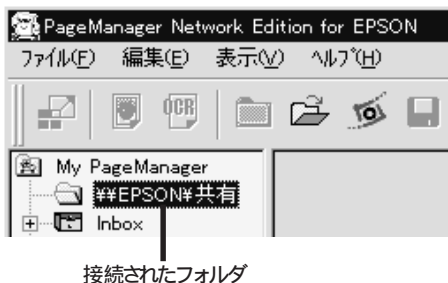 PageManager Network Edition for EPSON
ファイル(F) 編集(E) 表示(V) ヘルプ(H)
OCR
My PageManager
¥¥EPSON¥共有
Inbox
接続されたフォルダ